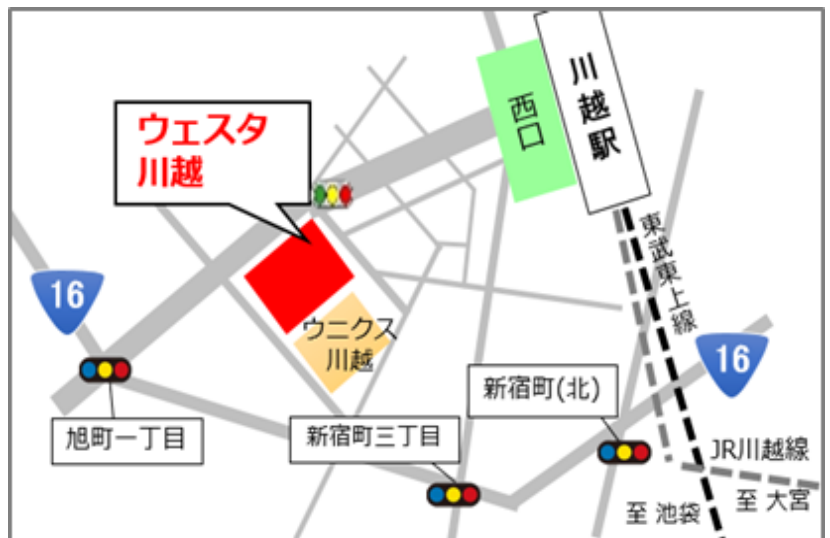 川越駅
西口
ウェスタ
川越
東武東上線
16
ウニクス
川越
16
新宿町(北)
旭町一丁目
新宿町三丁目
JR川越線
至 大宮
至 池袋